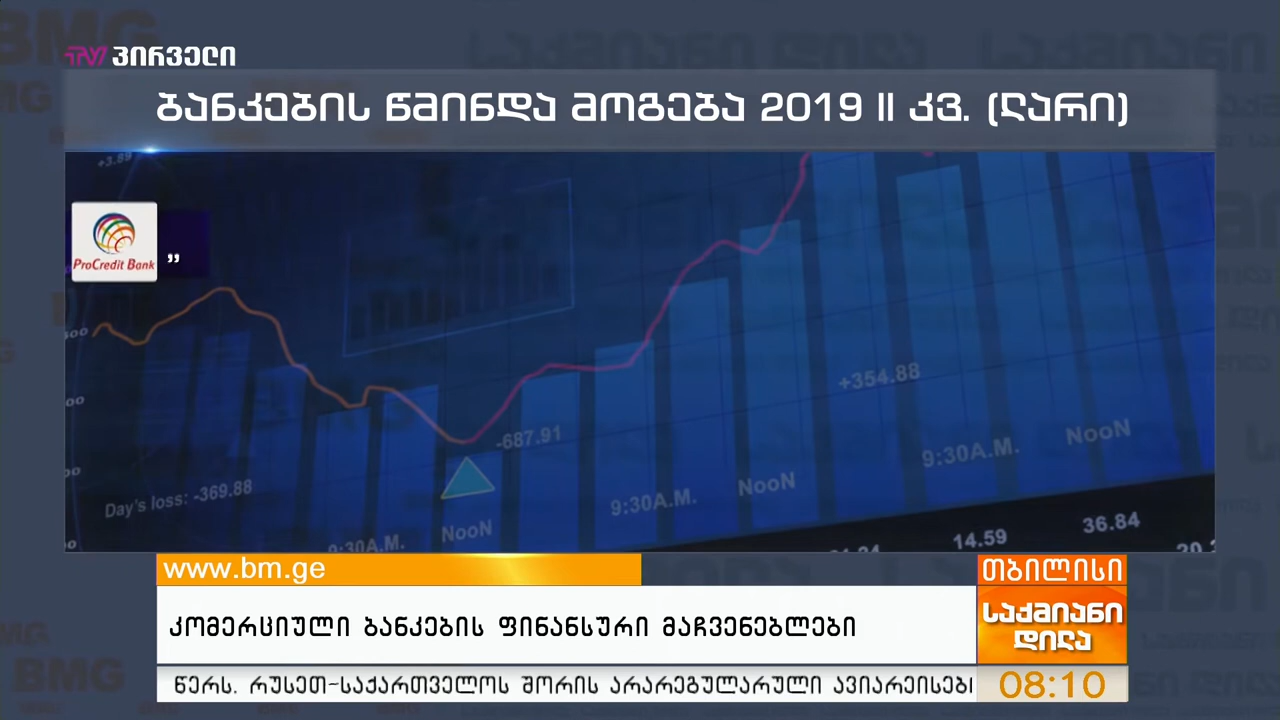 TV პირველი
ბანკების წმინდა მოგება 2019 II კვ. (ლარი)
+3.89
ProCredit Bank
”
+354.88
-687.91
NooN
9:30A.M.
Day's loss: -369.88
NooN
9:30A.M.
NooN
9:30A.M.
36.84
14.59
www.bm.ge
თბილისი
კომერციული ბანკების ფინანსური მაჩვენებლები
საქმიანი
დილა
წერს. რუსეთ-საქართველოს შორის არარეგულარული ავიარეისები
08:10